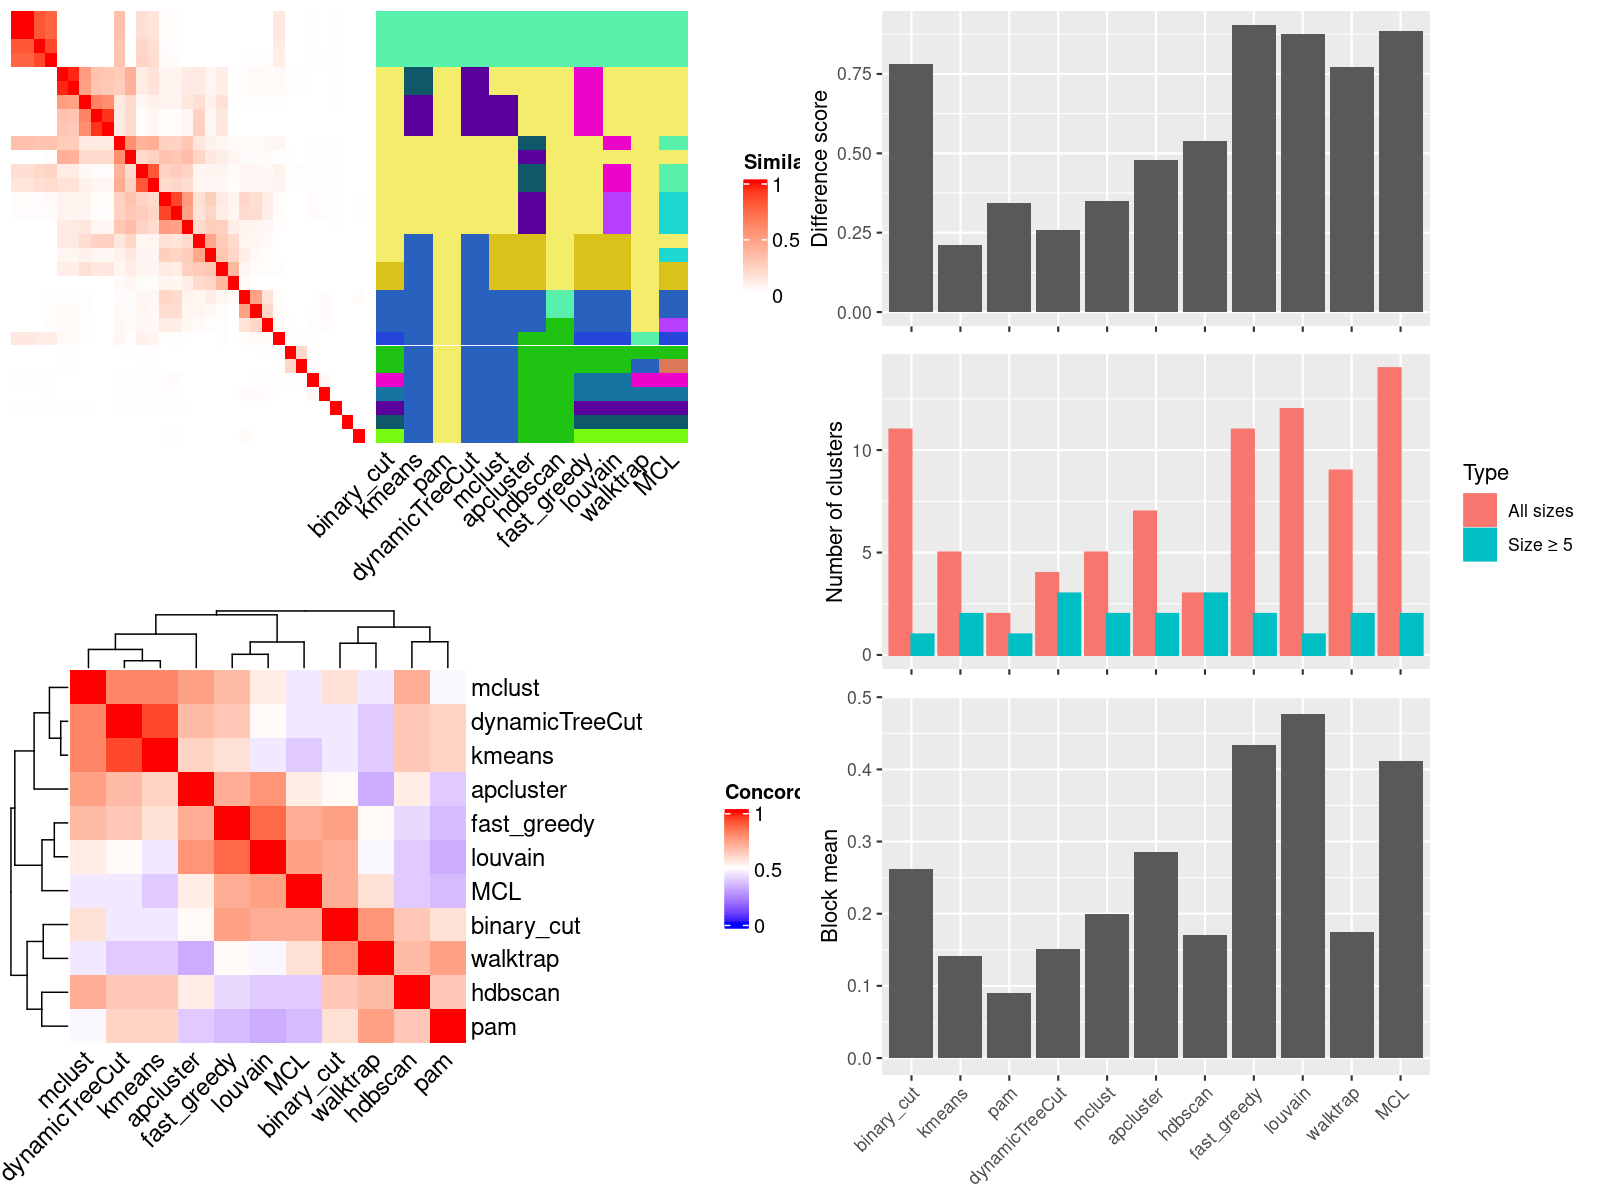 Simila
1
0.5
0
binary_cut
kmeans
pam
dynamicTreeCut
mclust
apcluster
hdbscan
fast_greedy
louvain
walktrap
MCL
mclust
dynamicTreeCut
kmeans
apcluster
fast_greedy
louvain
MCL
binary_cut
walktrap
hdbscan
pam
mclust
dynamicTreeCut
kmeans
apcluster
fast_greedy
louvain
MCL
binary_cut
walktrap
hdbscan
pam
Concord
1
0.5
0
Difference score
0.75
0.50
0.25
0.00
Number of clusters
10
5
0
Type
All sizes
Size ≥ 5
Block mean
0.5
0.4
0.3
0.2
0.1
0.0
binary_cut
kmeans
pam
dynamicTreeCut
mclust
apcluster
hdbscan
fast_greedy
louvain
walktrap
MCL